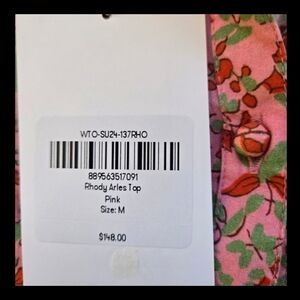 WTO-SU24-137RHO
889563517091
Rhody Arles Top
Pink
Size: M
$148.00